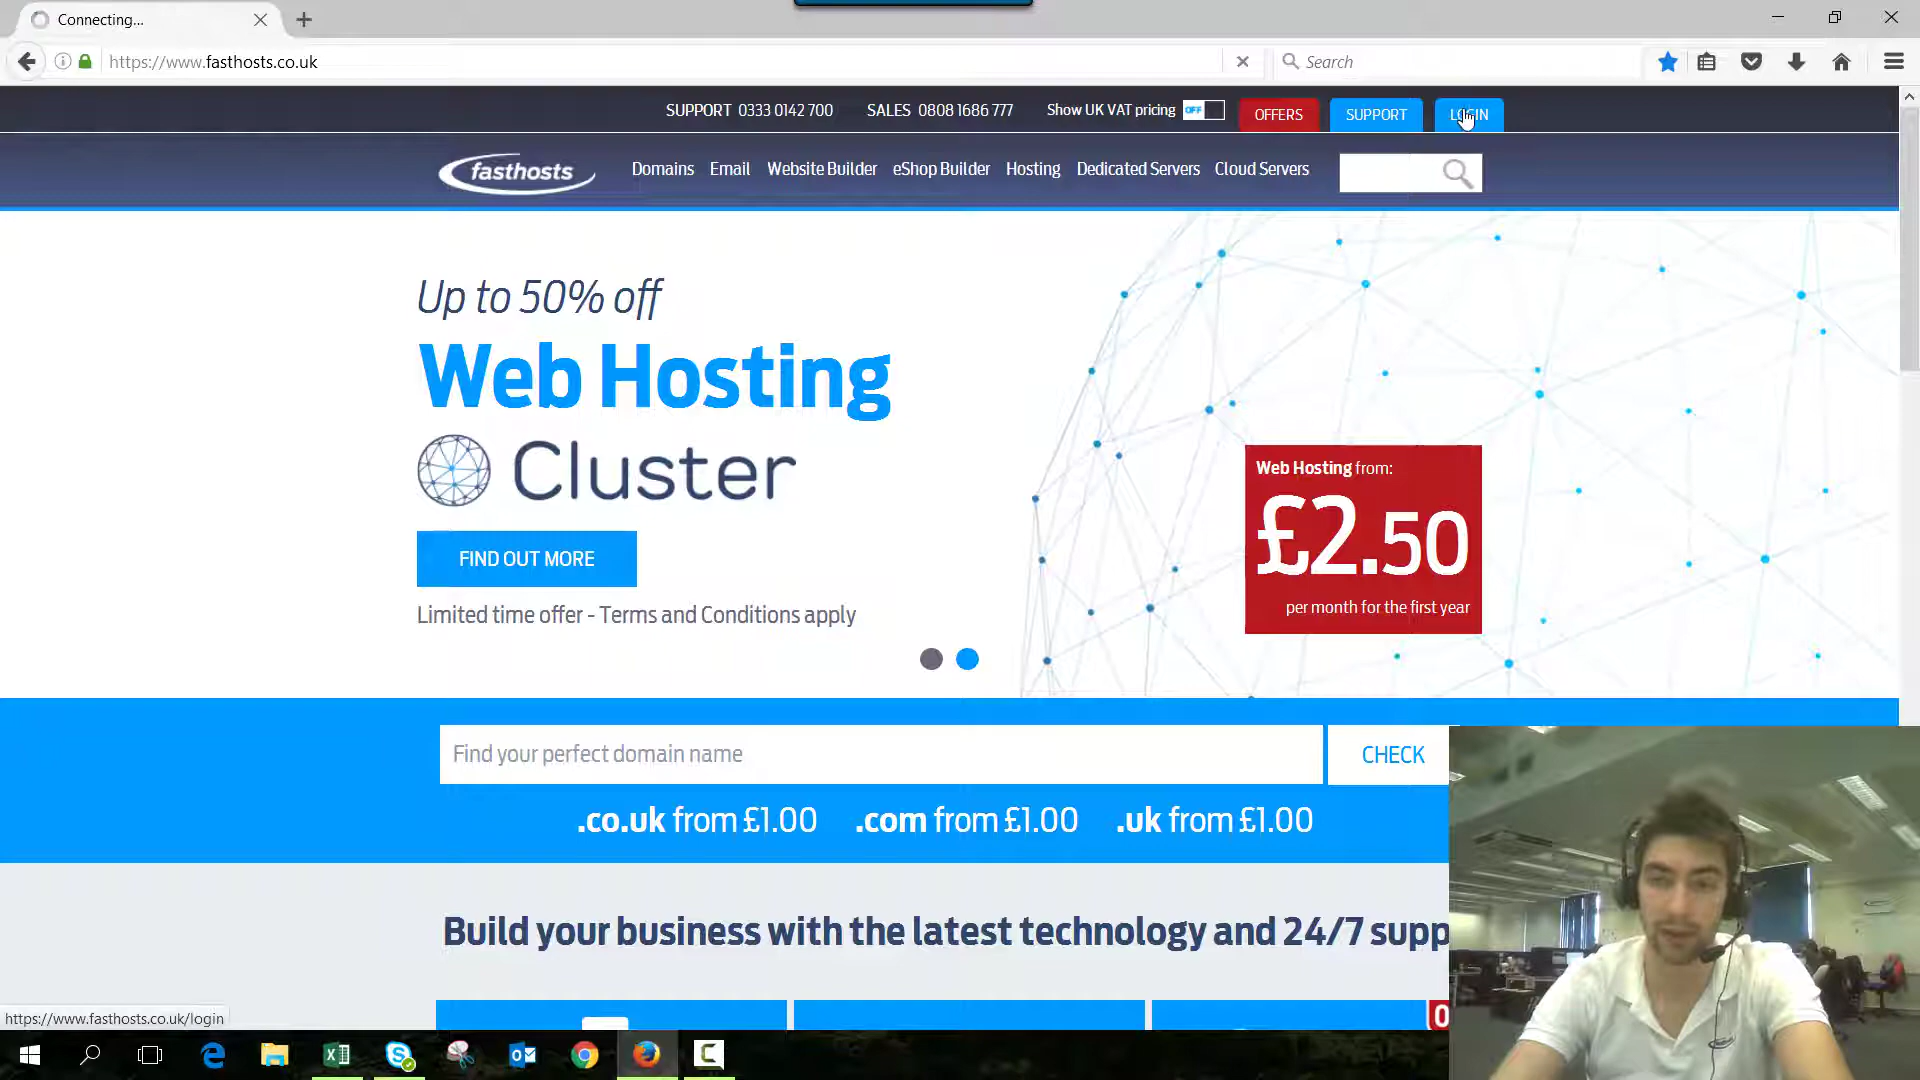 Connecting...
https://www.fasthosts.co.uk
Search
SUPPORT 0333 0142 700
SALES 0808 1686 777
Show UK VAT pricing
OFF
OFFERS
SUPPORT
LOGIN
fasthosts
Domains
Email
Website Builder
eShop Builder
Hosting
Dedicated Servers
Cloud Servers
Up to 50% off
Web Hosting
Cluster
FIND OUT MORE
Limited time offer - Terms and Conditions apply
Web Hosting from:
£2.50
per month for the first year
Find your perfect domain name
CHECK
.co.uk from £1.00
.com from £1.00
.uk from £1.00
Build your business with the latest technology and 24/7 supp
https://www.fasthosts.co.uk/login